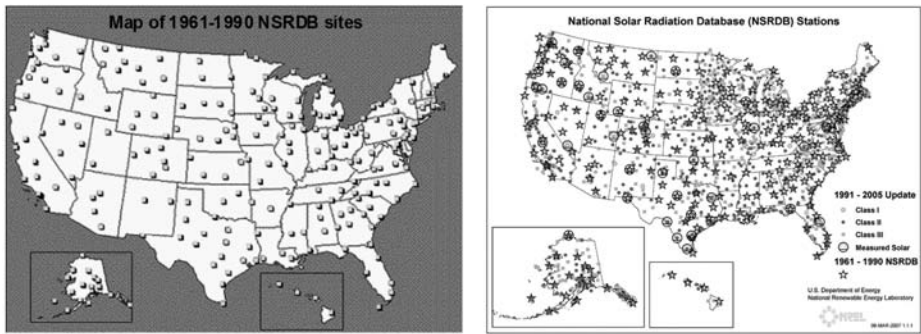 Map of 1961-1990 NSRDB sites
National Solar Radiation Database (NSRDB) Stations
1991 - 2005 Update
Class I
Class II
Class III
Measured Solar
1961 - 1990 NSRDB
U.S. Department of Energy
National Renewable Energy Laboratory
NREL